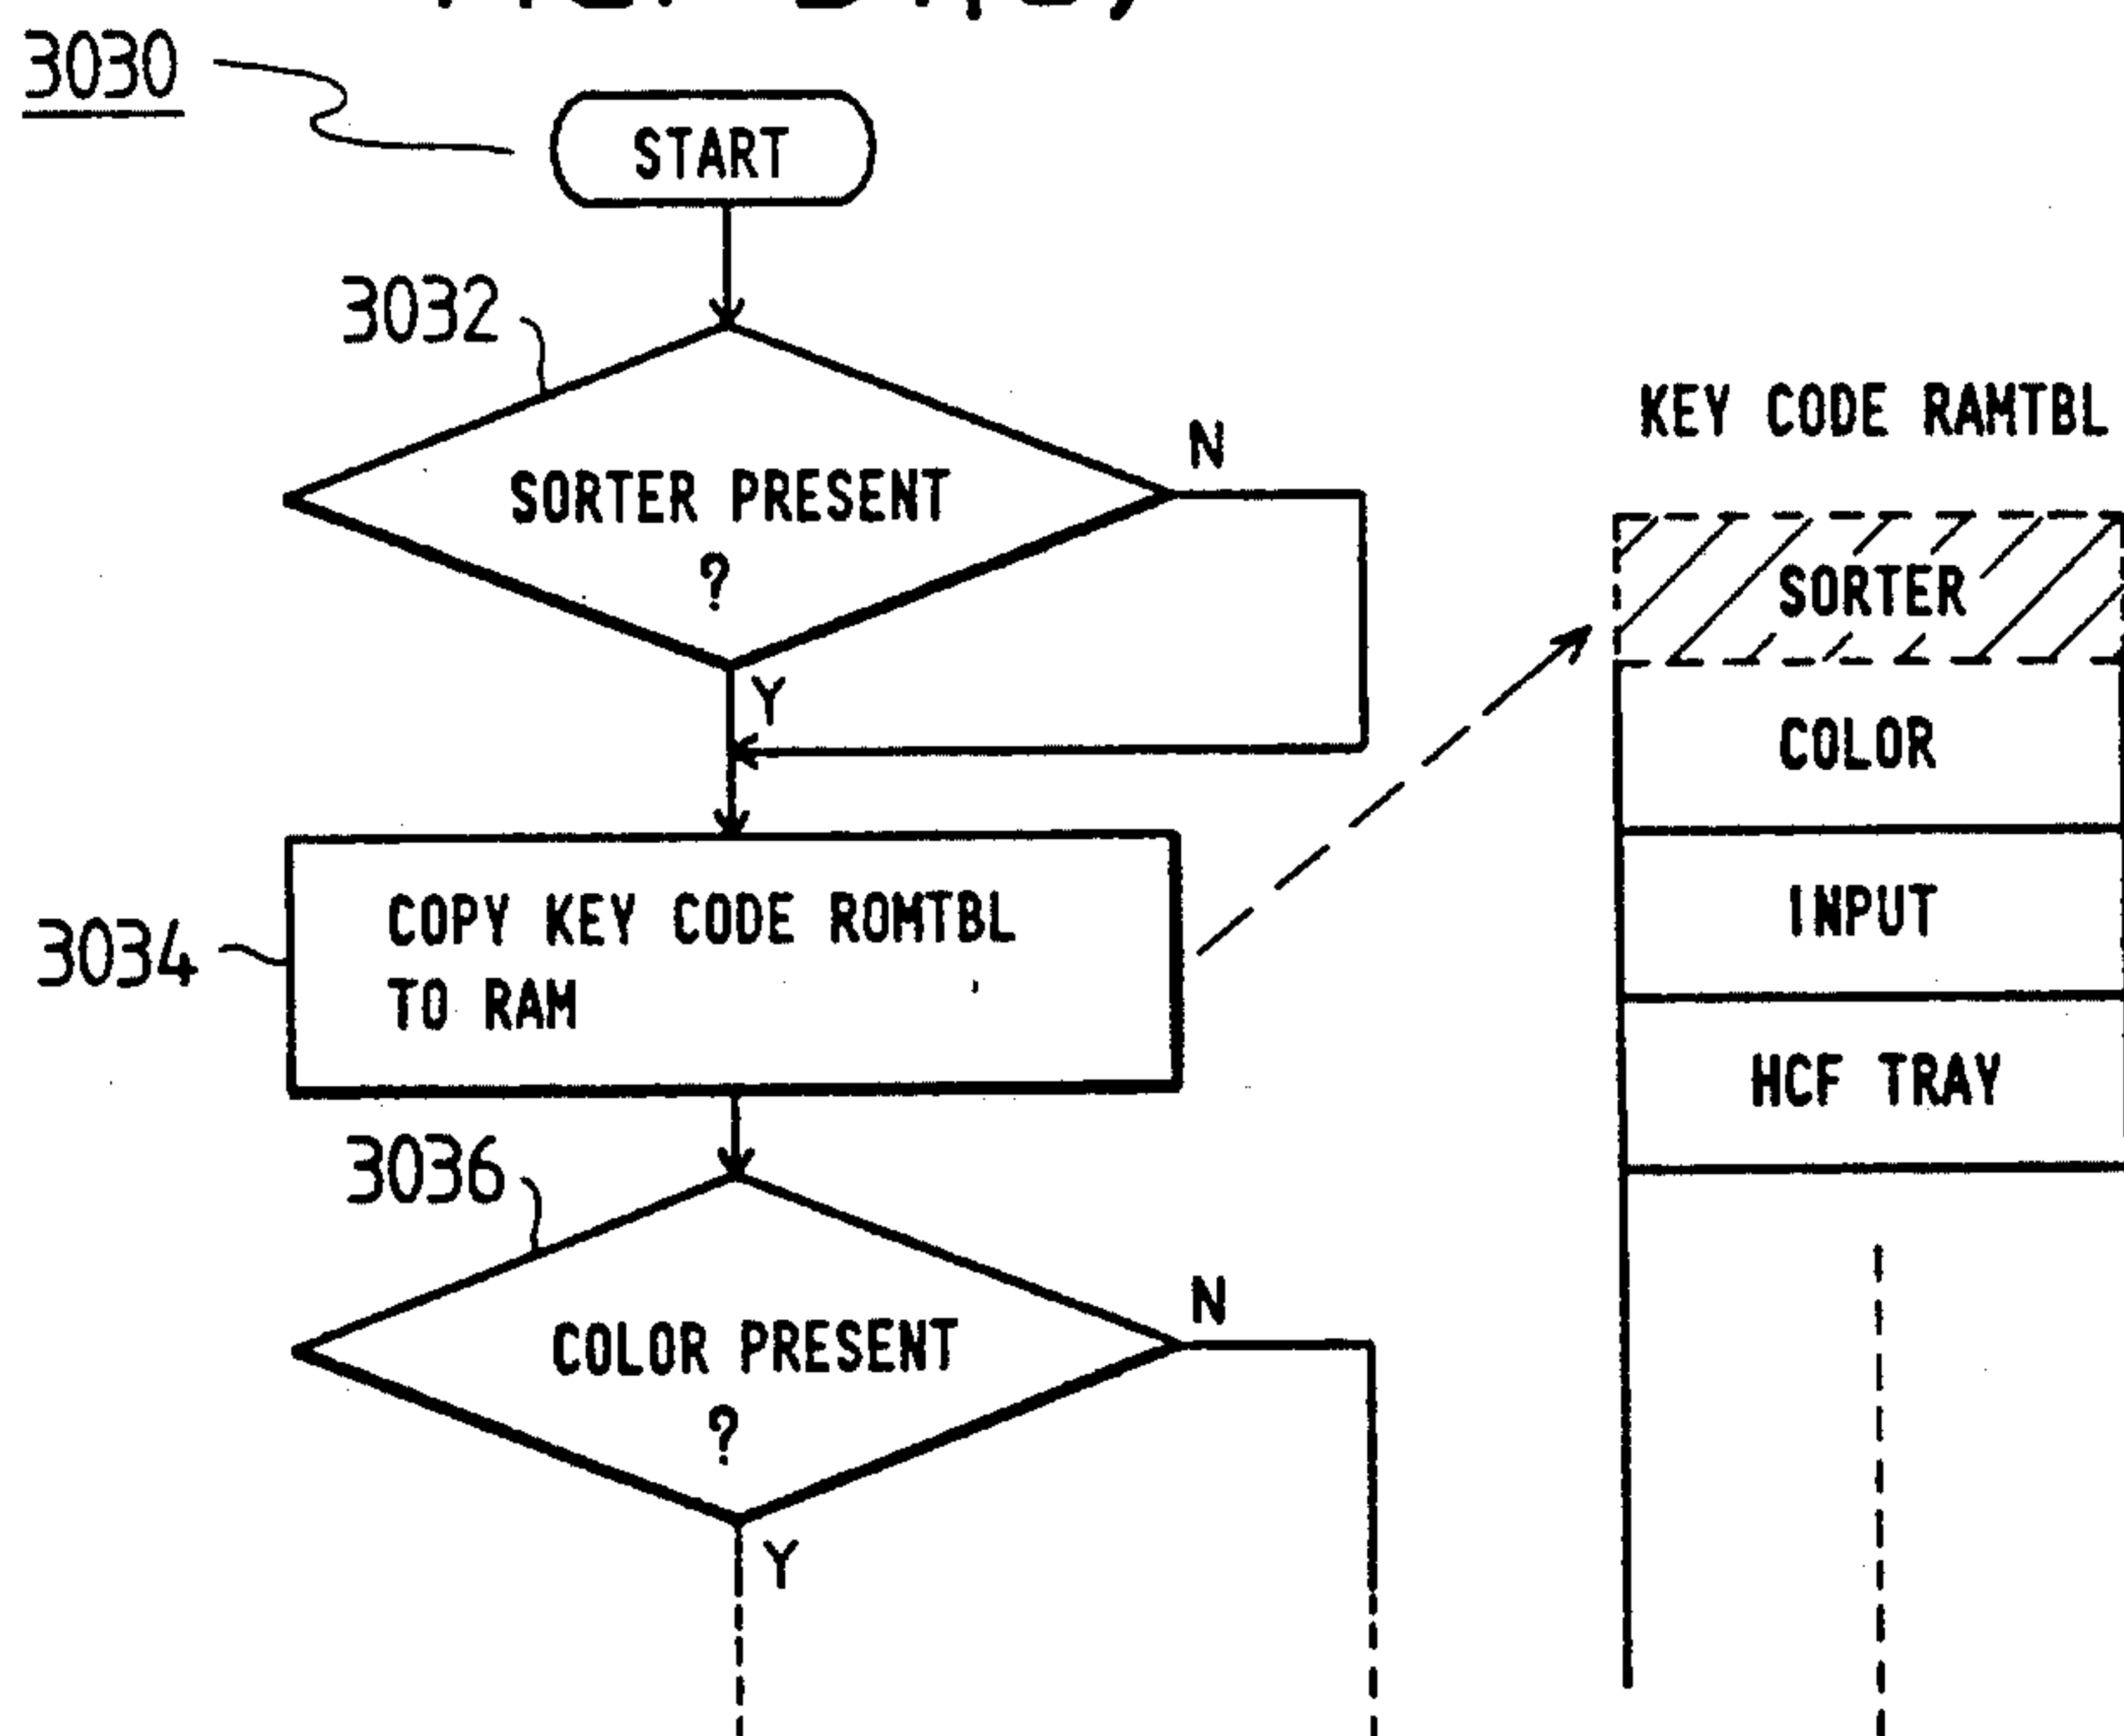 3030
START
3032
SORTER PRESENT
?
N
Y
KEY CODE RAMTBL
SORTER
COLOR
INPUT
HCF TRAY
3034
COPY KEY CODE ROMTBL
TO RAM
3036
COLOR PRESENT
?
N
Y